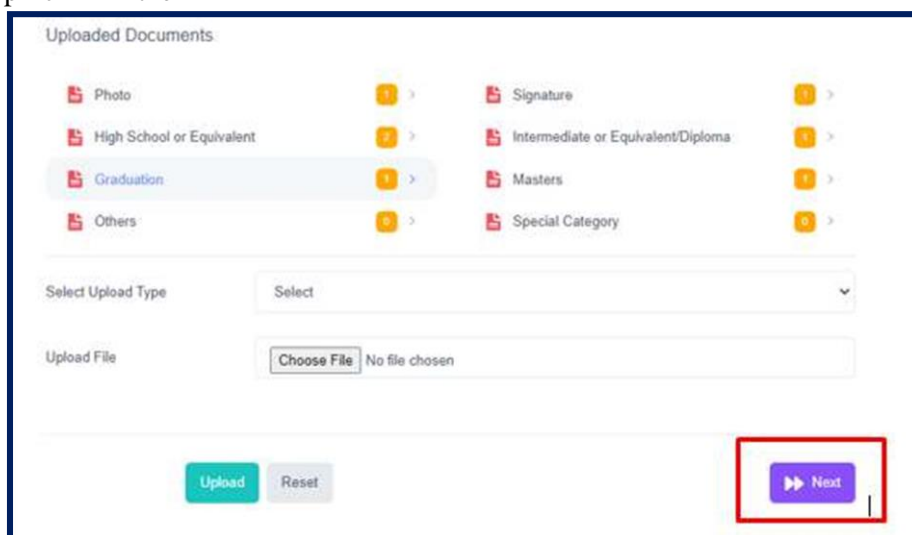 Uploaded Documents
Photo 1 > Signature 1 >
High School or Equivalent 2 > Intermediate or Equivalent/Diploma 1 >
Graduation 1 > Masters 1 >
Others 0 > Special Category 0 >
Select Upload Type Select
Upload File Choose File No file chosen
Upload Reset Next